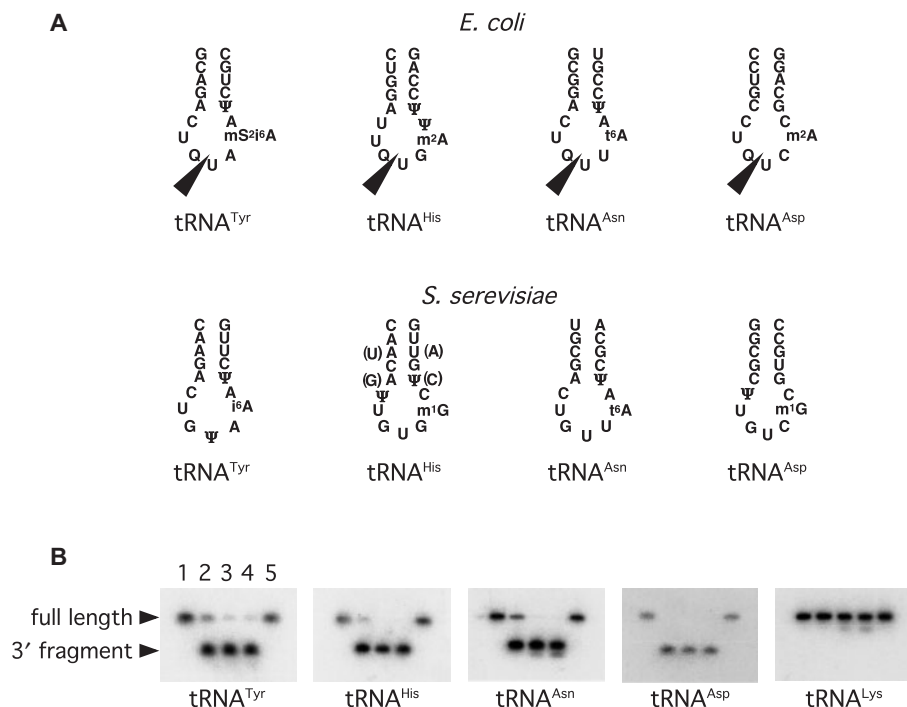 A
E. coli
G C C G U G G
C G U A C G C G
A U G C G C U A
G C G C G C G C
A Ψ A Ψ A Ψ C G
C A U Ψ C A C C
U mS²i⁶A U m²A U t⁶A U m²A
Q U A Q U G Q U U Q U C
tRNAᵀʸʳ tRNAᴴⁱˢ tRNAᴬˢⁿ tRNAᴬˢᵖ
S. serevisiae
C G C G U A G C
A U A U G C G C
A U (U) A U (A) C G C G
G C C G G C G U
A Ψ (G) A Ψ (C) A Ψ C G
C A Ψ C C A Ψ C
U i⁶A U m¹G U t⁶A U m¹G
G Ψ A G U G G U U G U C
tRNAᵀʸʳ tRNAᴴⁱˢ tRNAᴬˢⁿ tRNAᴬˢᵖ
B
1 2 3 4 5
full length
3′ fragment
tRNAᵀʸʳ tRNAᴴⁱˢ tRNAᴬˢⁿ tRNAᴬˢᵖ tRNAᴸʸˢ